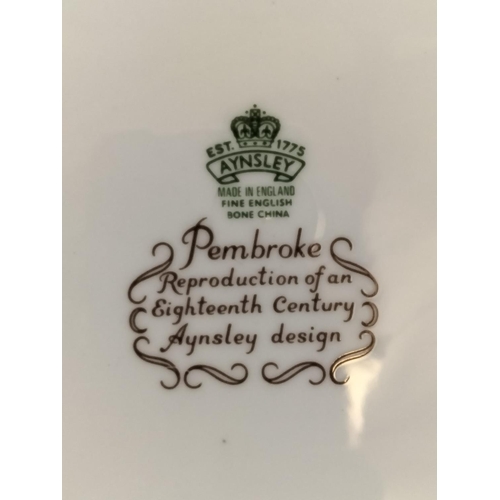 EST. 1775
AYNSLEY
MADE IN ENGLAND
FINE ENGLISH
BONE CHINA
Pembroke
Reproduction of an
Eighteenth Century
Aynsley design